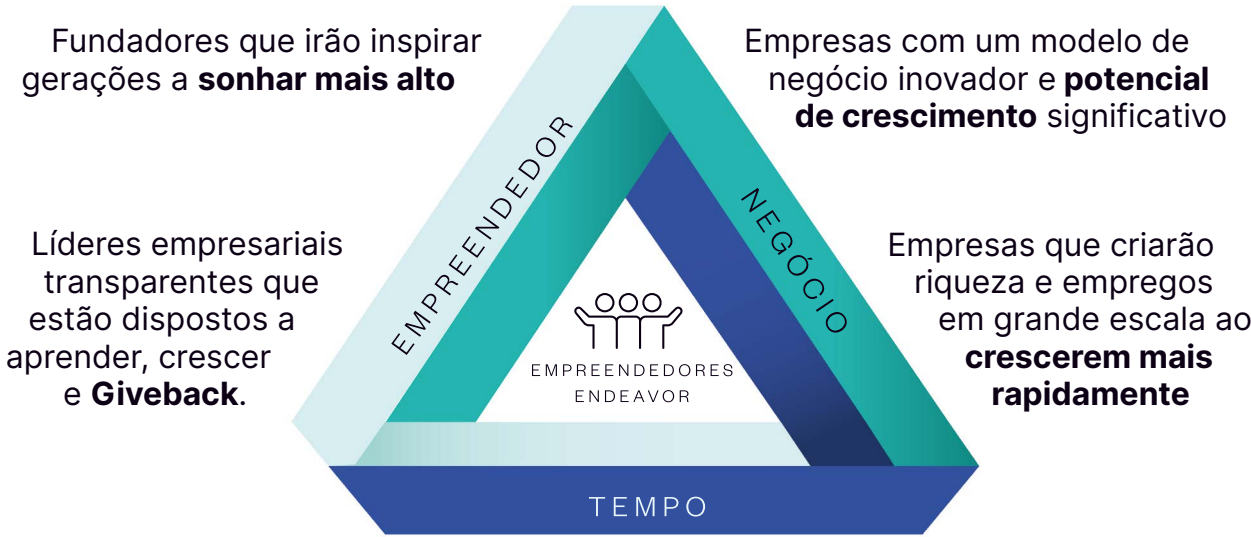 Fundadores que irão inspirar
gerações a sonhar mais alto
Empresas com um modelo de
negócio inovador e potencial
de crescimento significativo
EMPREENDEDOR
NEGÓCIO
Líderes empresariais
transparentes que
estão dispostos a
aprender, crescer
e Giveback.
Empresas que criarão
riqueza e empregos
em grande escala ao
crescerem mais
rapidamente
EMPREENDEDORES
ENDEAVOR
TEMPO